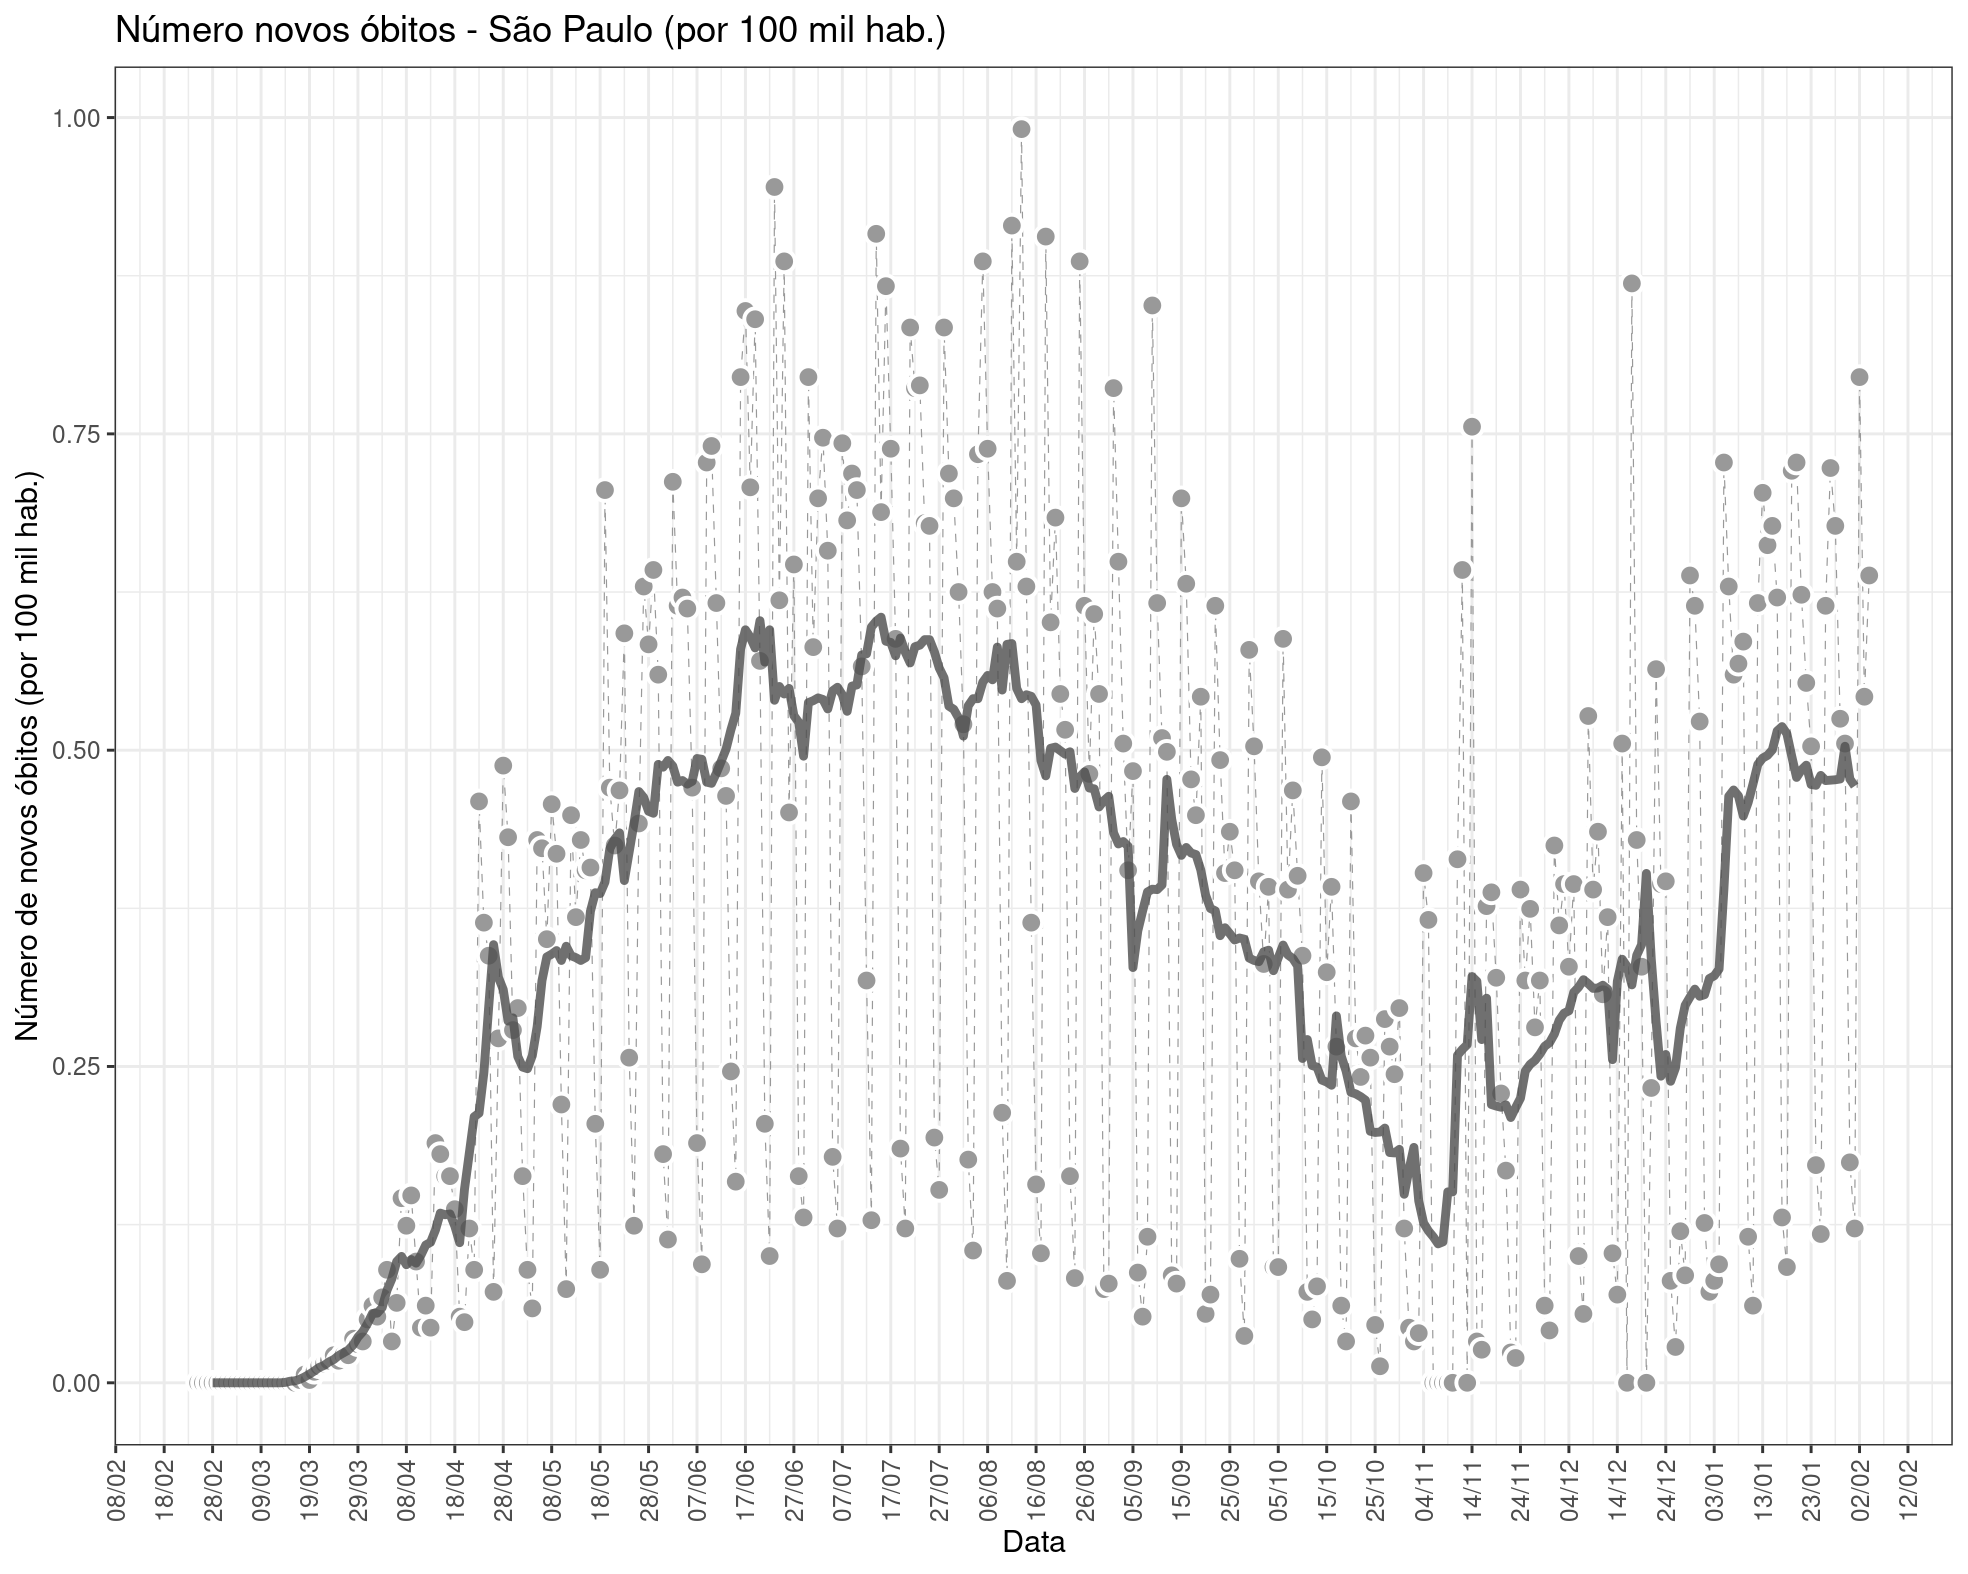 Número novos óbitos - São Paulo (por 100 mil hab.)
Número de novos óbitos (por 100 mil hab.)
1.00
0.75
0.50
0.25
0.00
08/02 18/02 28/02 09/03 19/03 29/03 08/04 18/04 28/04 08/05 18/05 28/05 07/06 17/06 27/06 07/07 17/07 27/07 06/08 16/08 26/08 05/09 15/09 25/09 05/10 15/10 25/10 04/11 14/11 24/11 04/12 14/12 24/12 03/01 13/01 23/01 02/02 12/02
Data